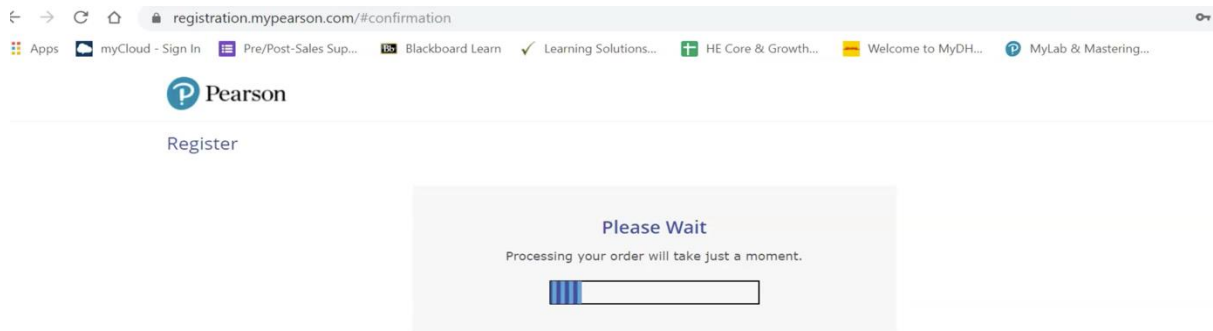 registration.mypearson.com/#confirmation
Apps myCloud - Sign In Pre/Post-Sales Sup... Bb Blackboard Learn Learning Solutions... HE Core & Growth... Welcome to MyDH... P MyLab & Mastering...
P Pearson
Register
Please Wait
Processing your order will take just a moment.